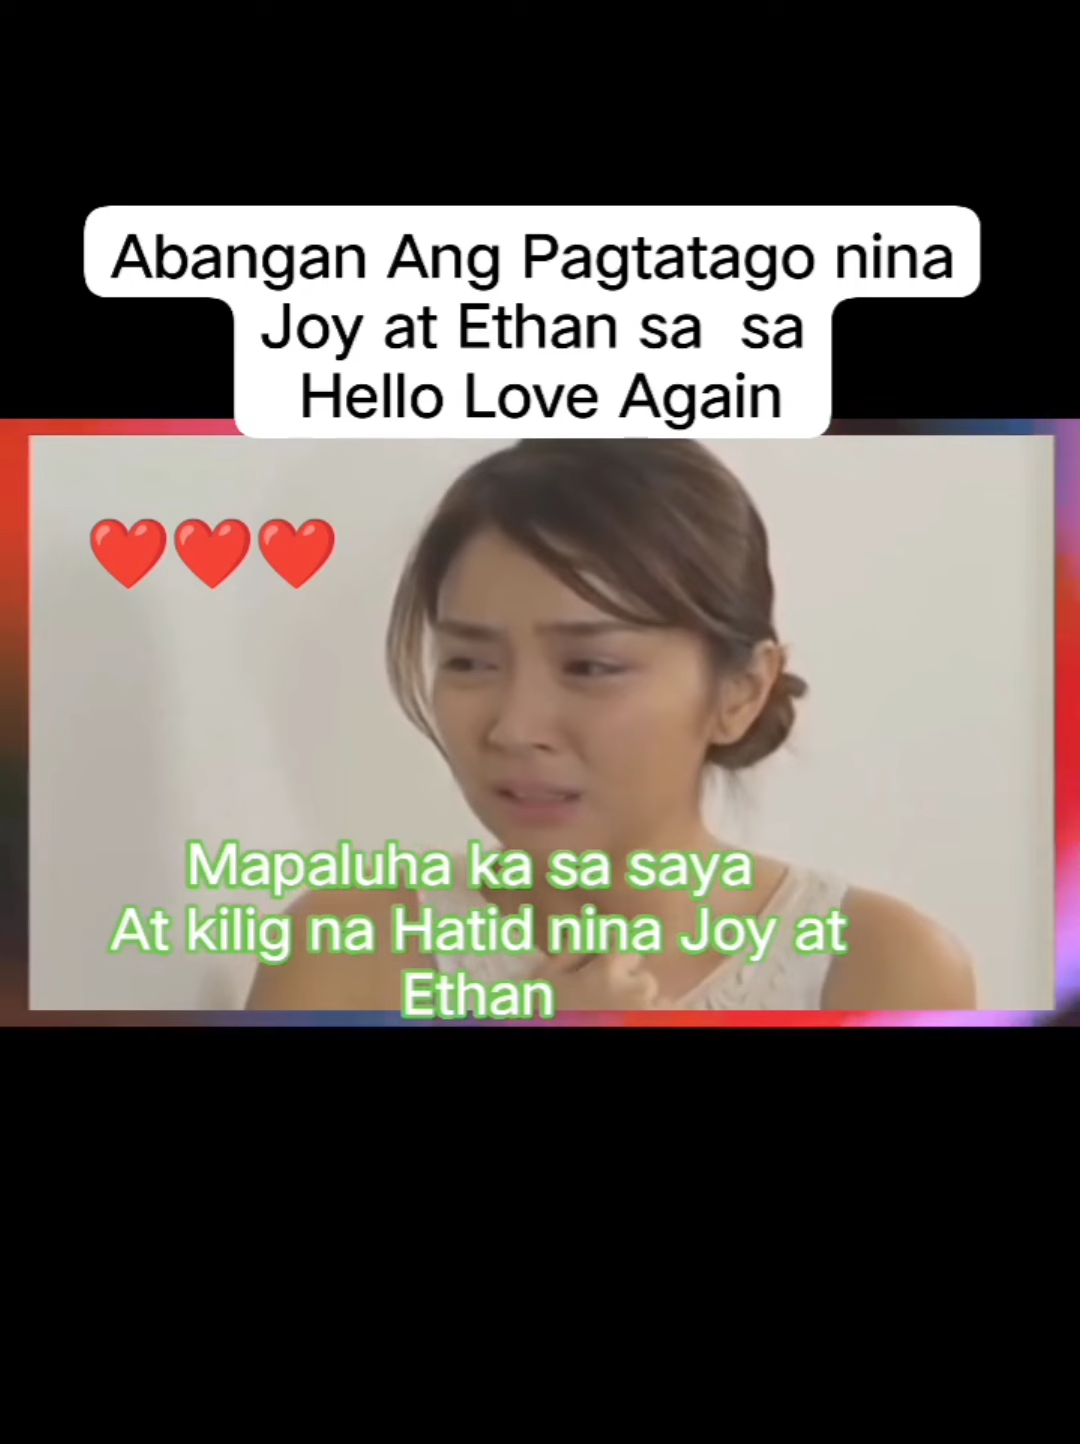 Abangan Ang Pagtatago nina
Joy at Ethan sa sa
Hello Love Again
Mapaluha ka sa saya
At kilig na Hatid nina Joy at
Ethan